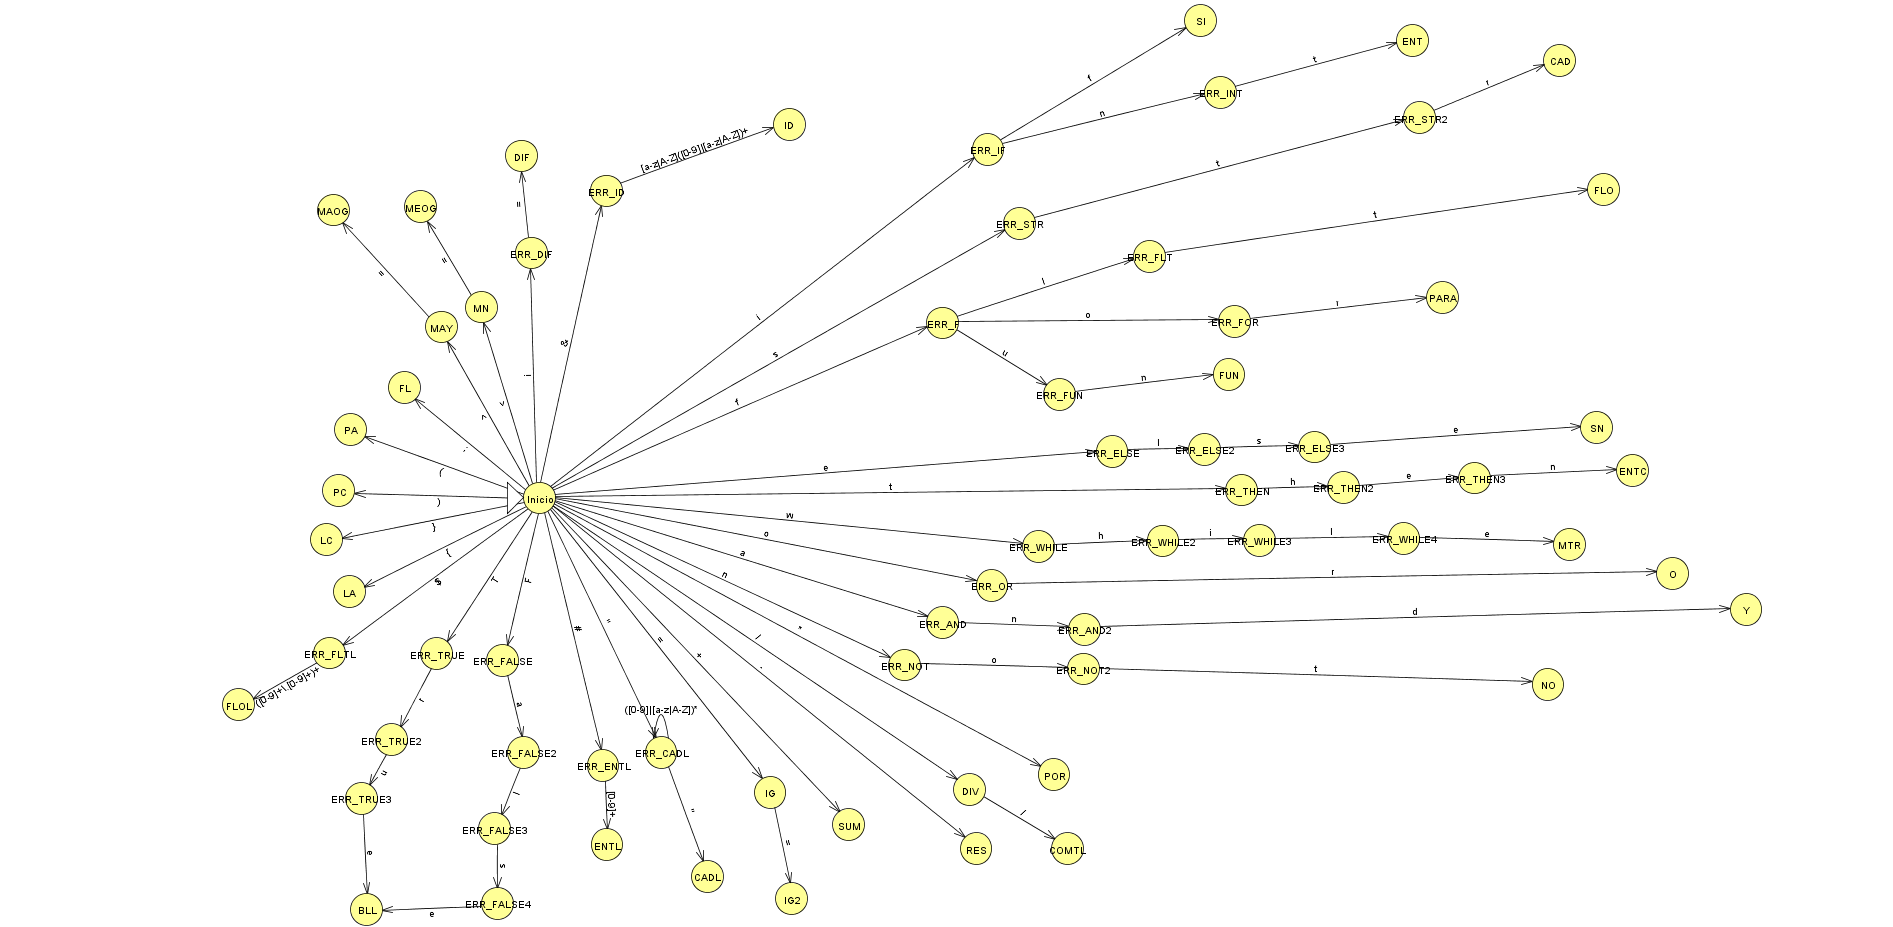 SI
ENT
CAD
f
t
r
ERR_INT
n
ERR_STR2
ID
[a-z|A-Z]([0-9]|[a-z|A-Z])+
ERR_IF
DIF
t
ERR_ID
FLO
MAOG
MEOG
=
t
ERR_STR
ERR_DIF
ERR_FLT
=
=
l
PARA
MN
r
i
o
ERR_F
ERR_FOR
MAY
&
s
u
FUN
!
n
FL
ERR_FUN
f
<
>
PA
SN
e
ERR_ELSE
l
ERR_ELSE2
s
ERR_ELSE3
e
(
ENTC
n
t
ERR_THEN
h
ERR_THEN2
e
ERR_THEN3
PC
Inicio
)
w
}
LC
o
h
i
l
e
ERR_WHILE
ERR_WHILE2
ERR_WHILE3
ERR_WHILE4
MTR
{
a
r
O
n
ERR_OR
T
F
$
LA
d
Y
#
"
n
ERR_AND
ERR_AND2
=
+
/
*
ERR_FLTL
ERR_TRUE
ERR_FALSE
o
t
ERR_NOT
ERR_NOT2
NO
([0-9]+\.[0-9]+)+
FLOL
r
a
([0-9]|[a-z|A-Z])*
ERR_TRUE2
ERR_FALSE2
ERR_CADL
ERR_ENTL
u
POR
l
[0-9]+
DIV
IG
ERR_TRUE3
"
/
SUM
ERR_FALSE3
=
ENTL
RES
COMTL
e
s
CADL
IG2
BLL
e
ERR_FALSE4